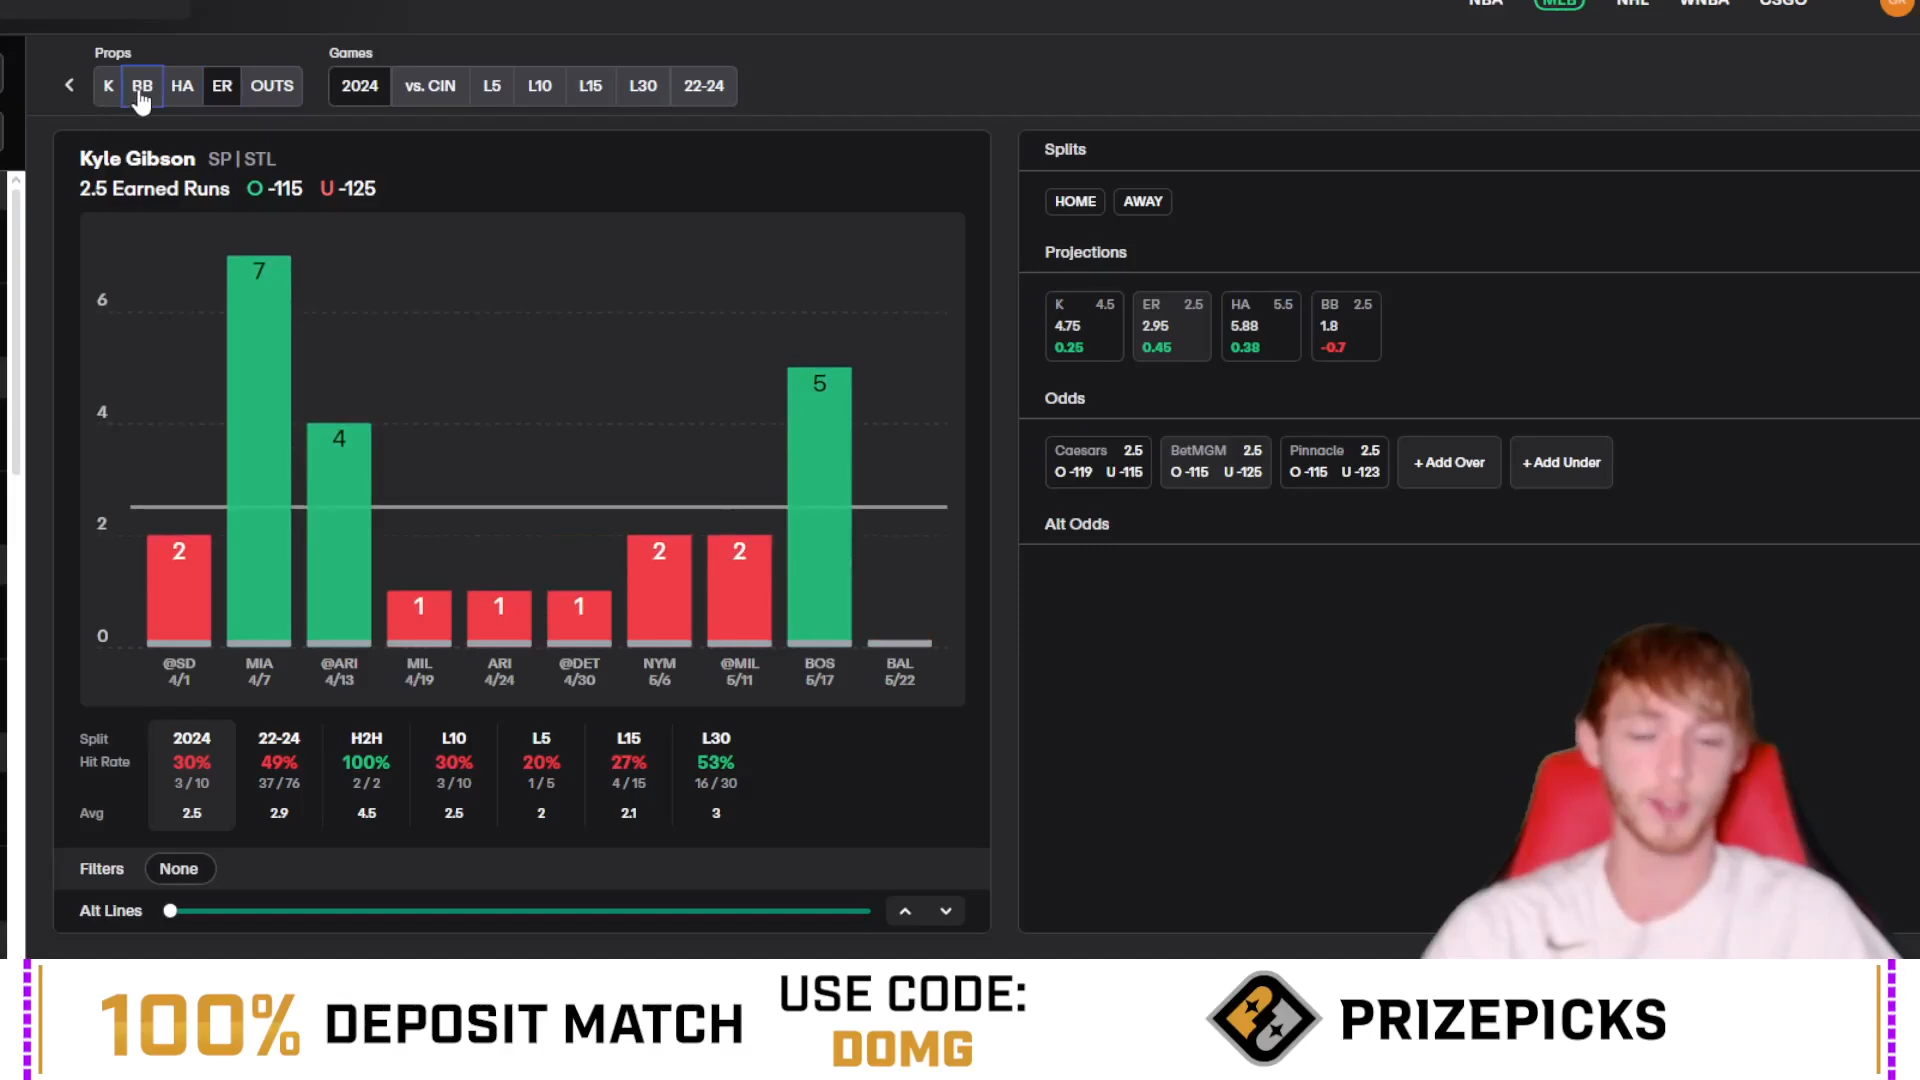 NBA MLB NHL WNBA CSGO
Props
Games
K BB HA ER OUTS
2024 vs. CIN L5 L10 L15 L30 22-24
Kyle Gibson SP | STL
2.5 Earned Runs O -115 U -125
6
4
2
0
2 7 4 1 1 1 2 2 5
@SD MIA @ARI MIL ARI @DET NYM @MIL BOS BAL
4/1 4/7 4/13 4/19 4/24 4/30 5/6 5/11 5/17 5/22
Split 2024 22-24 H2H L10 L5 L15 L30
Hit Rate 30% 49% 100% 30% 20% 27% 53%
3 / 10 37 / 76 2 / 2 3 / 10 1 / 5 4 / 15 16 / 30
Avg 2.5 2.9 4.5 2.5 2 2.1 3
Filters None
Alt Lines
Splits
HOME AWAY
Projections
K 4.5 ER 2.5 HA 5.5 BB 2.5
4.75 2.95 5.88 1.8
0.25 0.45 0.38 -0.7
Odds
Caesars 2.5 BetMGM 2.5 Pinnacle 2.5
O -119 U -115 O -115 U -125 O -115 U -123
+ Add Over + Add Under
Alt Odds
100% DEPOSIT MATCH
USE CODE:
DOMG
PRIZEPICKS